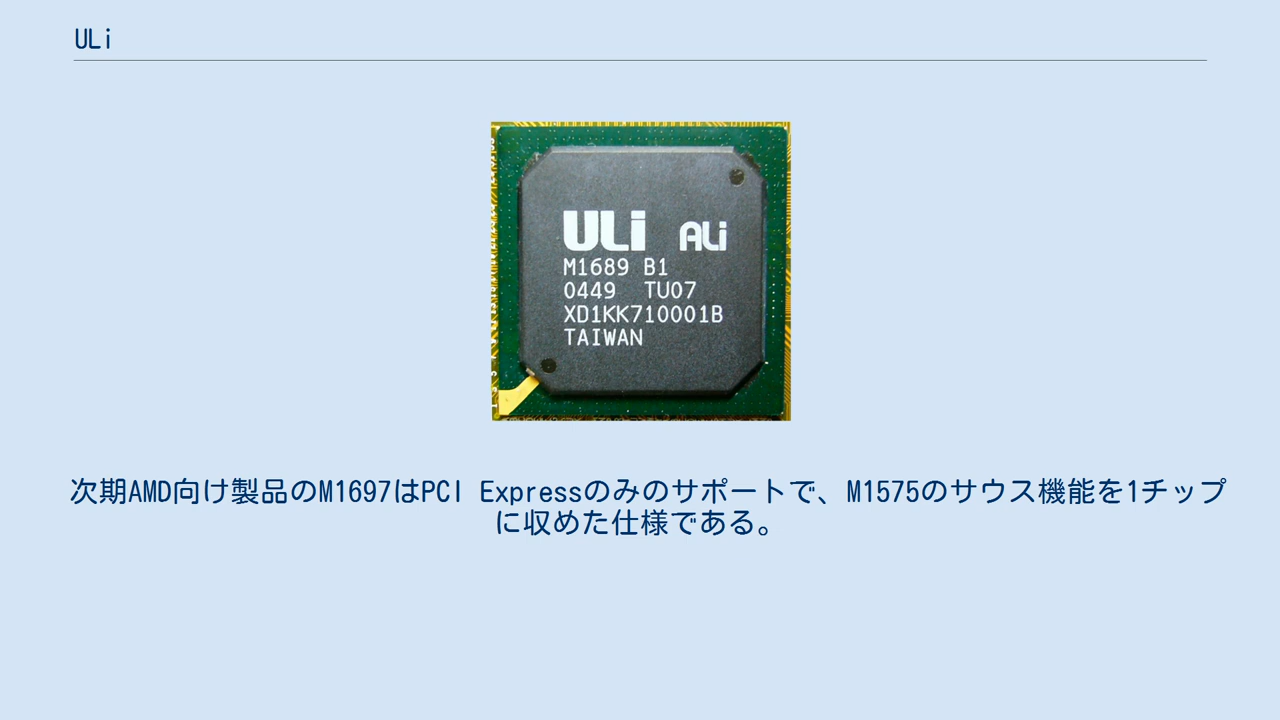 ULi
ULi ALi
M1689 B1
0449 TU07
XD1KK710001B
TAIWAN
次期AMD向け製品のM1697はPCI Expressのみのサポートで、M1575のサウス機能を1チップ
に収めた仕様である。